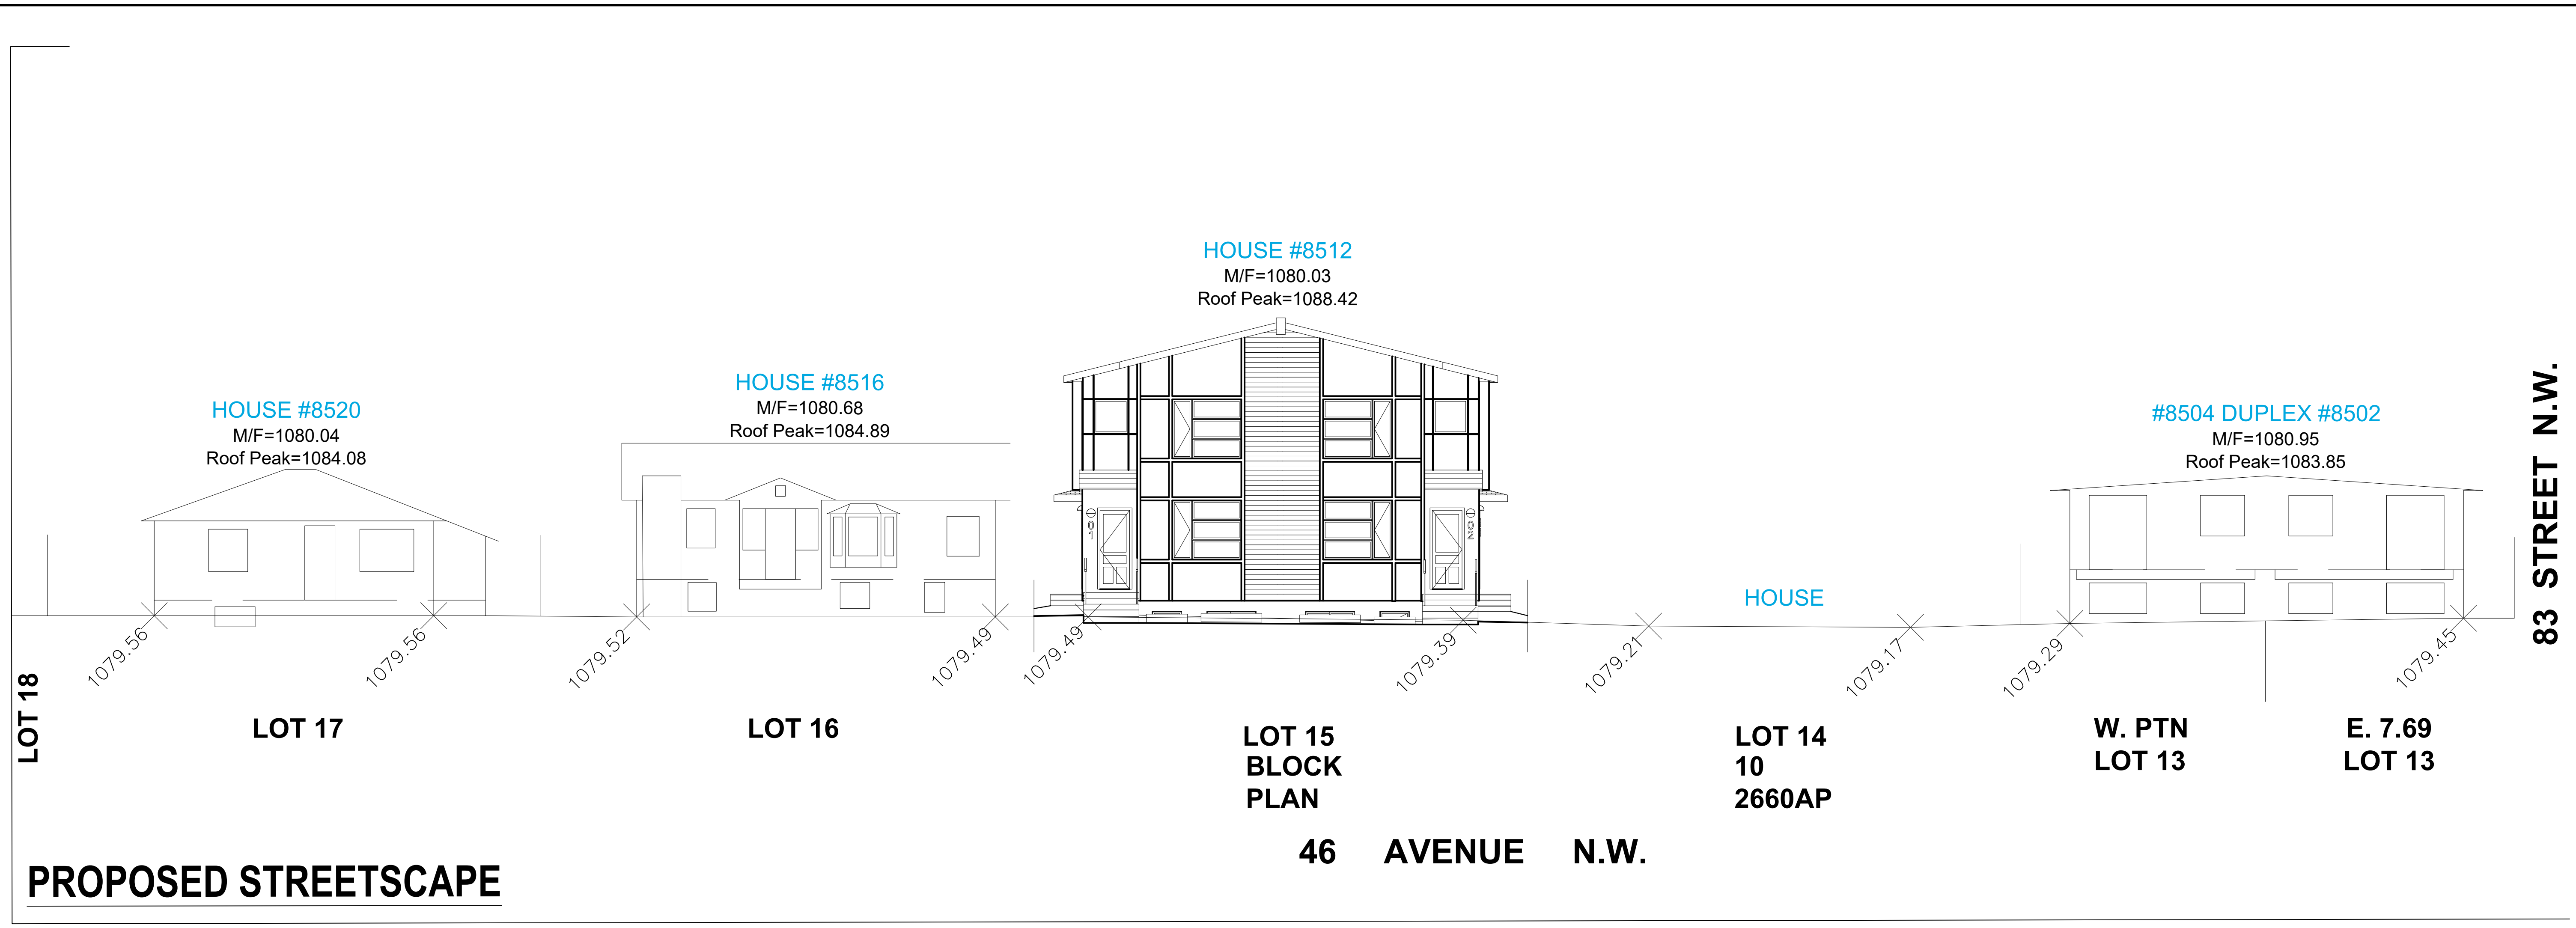 HOUSE #8512
M/F=1080.03
Roof Peak=1088.42
HOUSE #8516
M/F=1080.68
Roof Peak=1084.89
HOUSE #8520
M/F=1080.04
Roof Peak=1084.08
#8504 DUPLEX #8502
M/F=1080.95
Roof Peak=1083.85
01
02
HOUSE
83 STREET N.W.
1079.56
1079.56
1079.52
1079.49
1079.49
1079.39
1079.21
1079.17
1079.29
1079.45
LOT 18
LOT 17
LOT 16
LOT 15
LOT 14
BLOCK
10
PLAN
2660AP
W. PTN
LOT 13
E. 7.69
LOT 13
46 AVENUE N.W.
PROPOSED STREETSCAPE